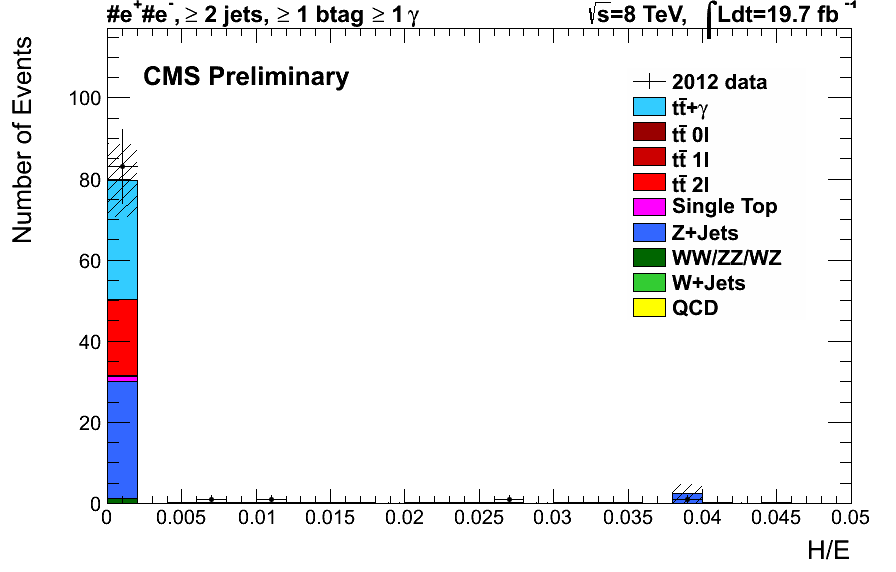 #e⁺#e⁻, ≥ 2 jets, ≥ 1 btag ≥ 1 γ
√s=8 TeV, ∫Ldt=19.7 fb⁻¹
CMS Preliminary
Number of Events
100
80
60
40
20
0
2012 data
tt̄+γ
tt̄ 0l
tt̄ 1l
tt̄ 2l
Single Top
Z+Jets
WW/ZZ/WZ
W+Jets
QCD
0 0.005 0.01 0.015 0.02 0.025 0.03 0.035 0.04 0.045 0.05
H/E